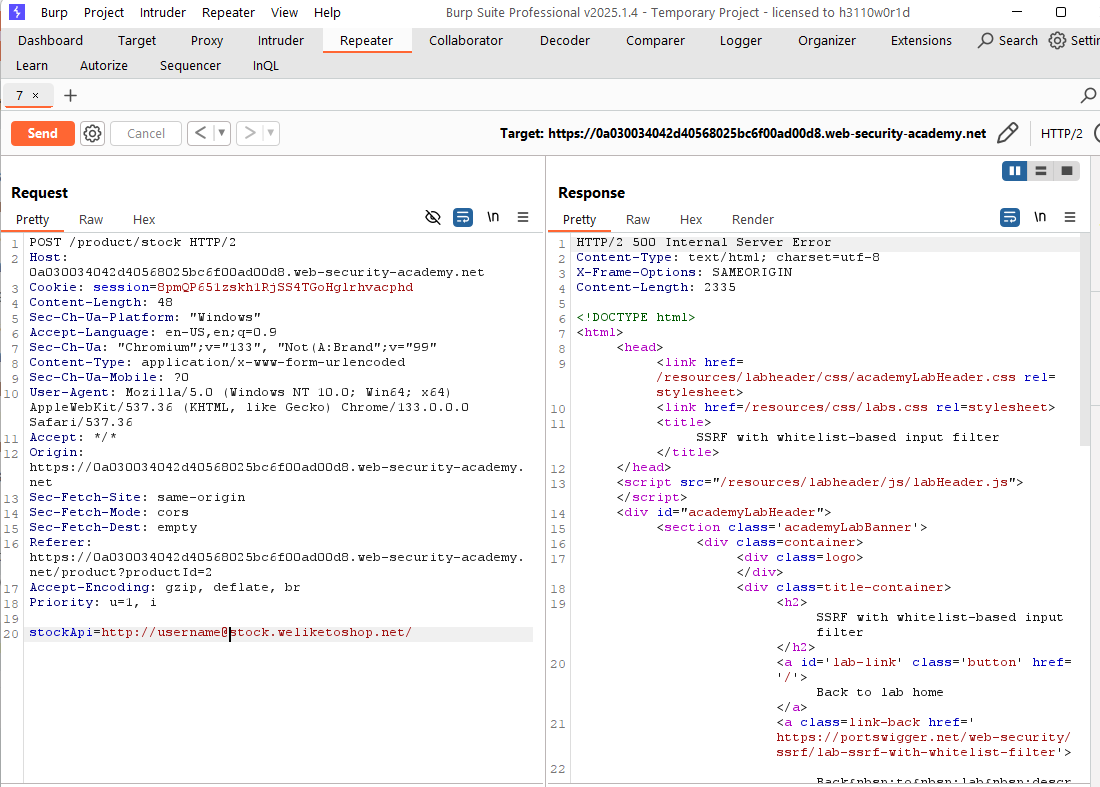 Burp Project Intruder Repeater View Help Burp Suite Professional v2025.1.4 - Temporary Project - licensed to h3110w0r1d
Dashboard Target Proxy Intruder Repeater Collaborator Decoder Comparer Logger Organizer Extensions Search Settin
Learn Autorize Sequencer InQL
7 × +
Send Cancel < > Target: https://0a030034042d40568025bc6f00ad00d8.web-security-academy.net HTTP/2
Request
Pretty Raw Hex \n
1 POST /product/stock HTTP/2
2 Host:
0a030034042d40568025bc6f00ad00d8.web-security-academy.net
3 Cookie: session=8pmQP651zskh1RjSS4TGoHglrhvacphd
4 Content-Length: 48
5 Sec-Ch-Ua-Platform: "Windows"
6 Accept-Language: en-US,en;q=0.9
7 Sec-Ch-Ua: "Chromium";v="133", "Not(A:Brand";v="99"
8 Content-Type: application/x-www-form-urlencoded
9 Sec-Ch-Ua-Mobile: ?0
10 User-Agent: Mozilla/5.0 (Windows NT 10.0; Win64; x64)
AppleWebKit/537.36 (KHTML, like Gecko) Chrome/133.0.0.0
Safari/537.36
11 Accept: */*
12 Origin:
https://0a030034042d40568025bc6f00ad00d8.web-security-academy.
net
13 Sec-Fetch-Site: same-origin
14 Sec-Fetch-Mode: cors
15 Sec-Fetch-Dest: empty
16 Referer:
https://0a030034042d40568025bc6f00ad00d8.web-security-academy.
net/product?productId=2
17 Accept-Encoding: gzip, deflate, br
18 Priority: u=1, i
19
20 stockApi=http://username@stock.weliketoshop.net/
Response
Pretty Raw Hex Render \n
1 HTTP/2 500 Internal Server Error
2 Content-Type: text/html; charset=utf-8
3 X-Frame-Options: SAMEORIGIN
4 Content-Length: 2335
5
6 <!DOCTYPE html>
7 <html>
8 <head>
9 <link href=
/resources/labheader/css/academyLabHeader.css rel=
stylesheet>
10 <link href=/resources/css/labs.css rel=stylesheet>
11 <title>
SSRF with whitelist-based input filter
</title>
12 </head>
13 <script src="/resources/labheader/js/labHeader.js">
</script>
14 <div id="academyLabHeader">
15 <section class='academyLabBanner'>
16 <div class=container>
17 <div class=logo>
</div>
18 <div class=title-container>
19 <h2>
SSRF with whitelist-based input
filter
</h2>
20 <a id='lab-link' class='button' href=
'/'>
Back to lab home
</a>
21 <a class=link-back href='
https://portswigger.net/web-security/
ssrf/lab-ssrf-with-whitelist-filter'>
22
Back&nbsp;to&nbsp;lab&nbsp;descr